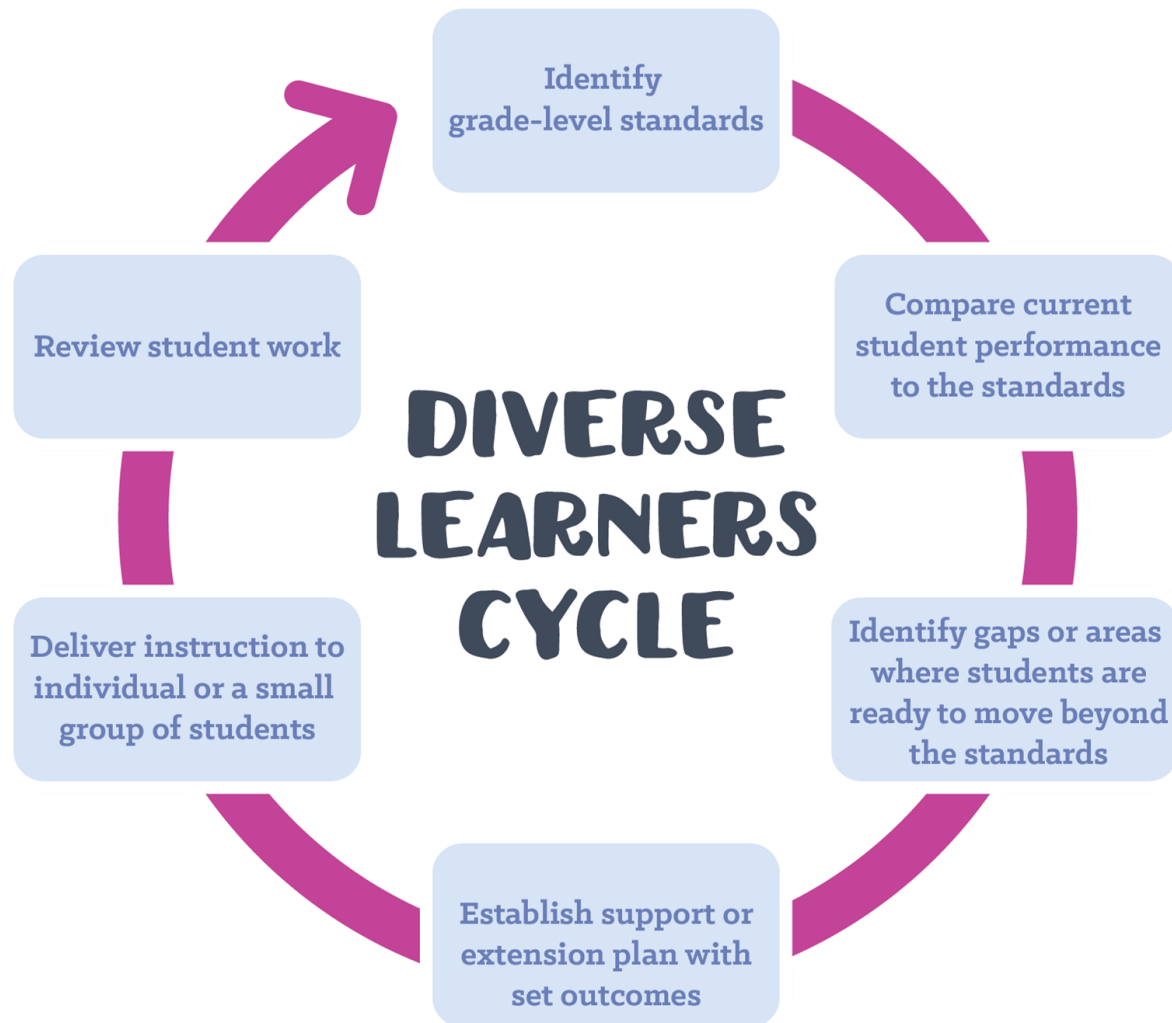 Identify
grade-level standards
Compare current
student performance
to the standards
Identify gaps or areas
where students are
ready to move beyond
the standards
Establish support or
extension plan with
set outcomes
Deliver instruction to
individual or a small
group of students
Review student work
DIVERSE
LEARNERS
CYCLE